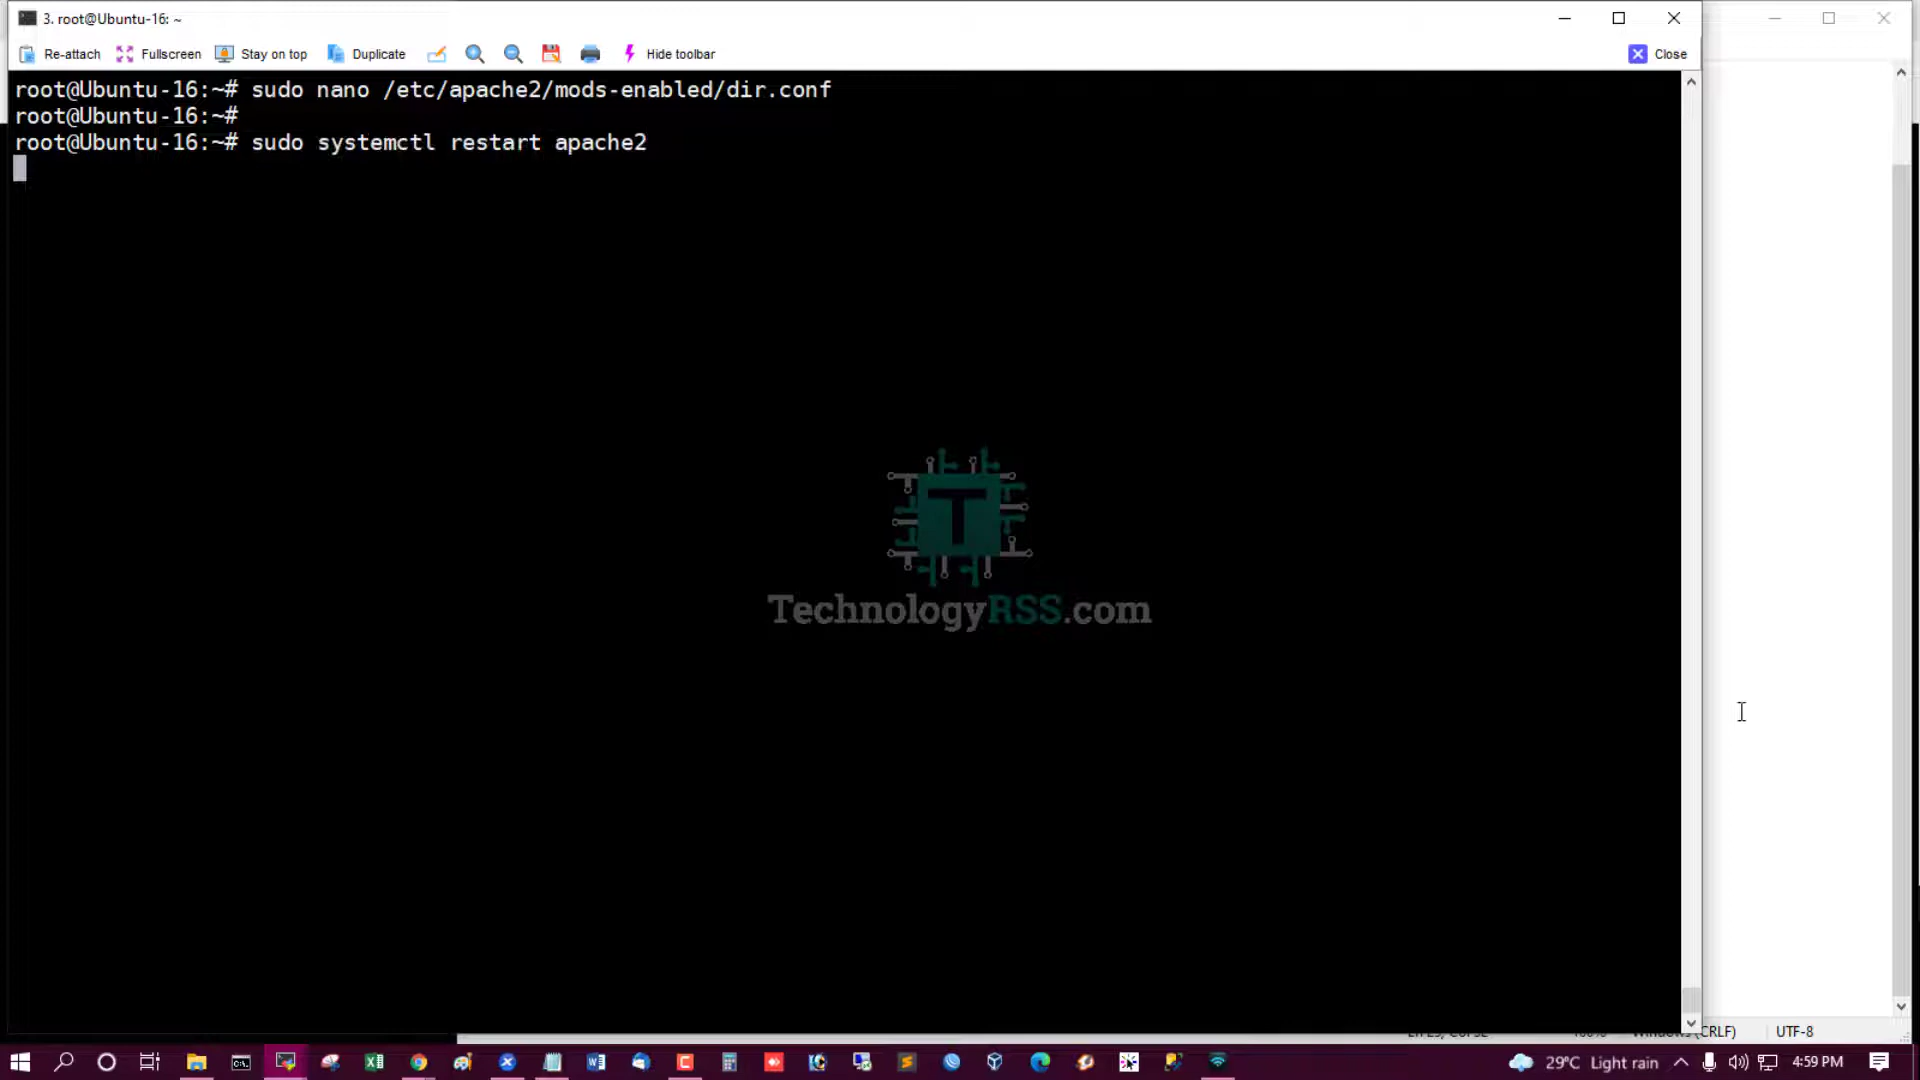 3. root@Ubuntu-16: ~
Re-attach Fullscreen Stay on top Duplicate Hide toolbar Close
root@Ubuntu-16:~# sudo nano /etc/apache2/mods-enabled/dir.conf
root@Ubuntu-16:~#
root@Ubuntu-16:~# sudo systemctl restart apache2
T
TechnologyRSS.com
(CRLF) UTF-8
29°C Light rain 4:59 PM